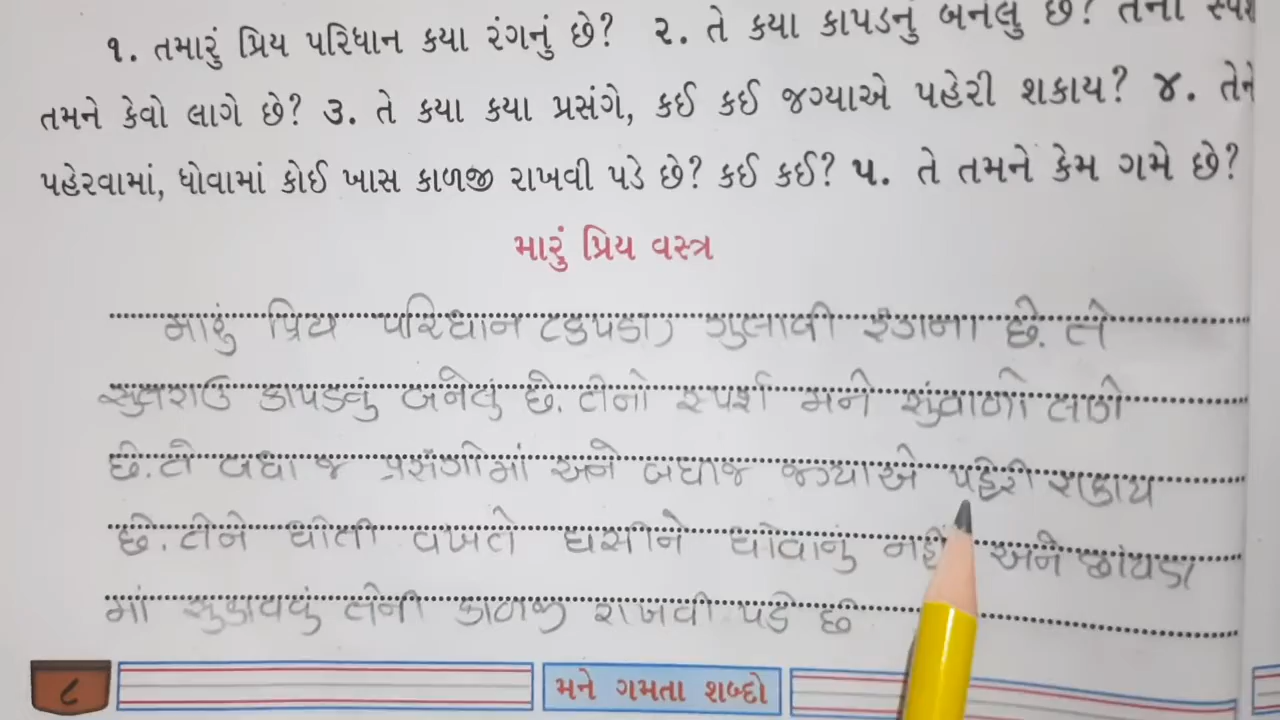 ૧. તમારું પ્રિય પરિધાન કયા રંગનું છે? ૨. તે કયા કાપડનું બનેલું છે? તેનો સ્પર્શ
તમને કેવો લાગે છે? ૩. તે કયા કયા પ્રસંગે, કઈ કઈ જગ્યાએ પહેરી શકાય? ૪. તેને
પહેરવામાં, ધોવામાં કોઈ ખાસ કાળજી રાખવી પડે છે? કઈ કઈ? ૫. તે તમને કેમ ગમે છે?
મારું પ્રિય વસ્ત્ર
મારું પ્રિય પરિધાન (કપડા) ગુલાબી રંગના છે. તે
સુતરાઉ કાપડનું બનેલું છે. તેનો સ્પર્શ મને સુંવાળો લાગે
છે. તે બધા જ પ્રસંગોમાં અને બધાજ જગ્યાએ પહેરી શકાય
છે. તેને ધોતી વખતે ઘસીને ધોવાનું નહીં અને છાંયડા
માં સુકાવવું તેની કાળજી રાખવી પડે છે
૮
મને ગમતા શબ્દો